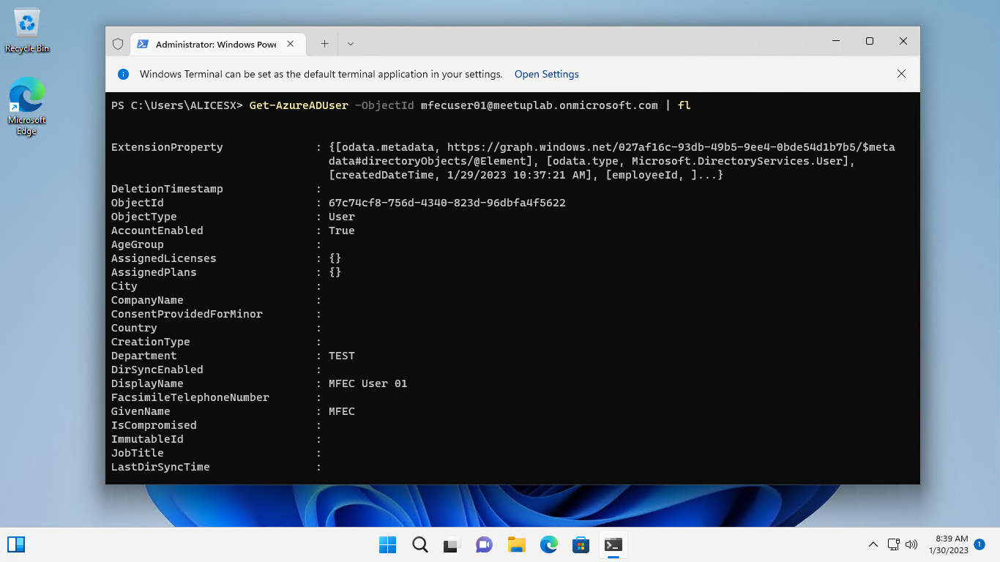 Recycle Bin
Microsoft
Edge
Administrator: Windows Powe
Windows Terminal can be set as the default terminal application in your settings. Open Settings
PS C:\Users\ALICESX> Get-AzureADUser -ObjectId mfecuser01@meetuplab.onmicrosoft.com | fl
ExtensionProperty : {[odata.metadata, https://graph.windows.net/027af16c-93db-49b5-9ee4-0bde54d1b7b5/$meta
data#directoryObjects/@Element], [odata.type, Microsoft.DirectoryServices.User],
[createdDateTime, 1/29/2023 10:37:21 AM], [employeeId, ]...}
DeletionTimestamp :
ObjectId : 67c74cf8-756d-4340-823d-96dbfa4f5622
ObjectType : User
AccountEnabled : True
AgeGroup :
AssignedLicenses : {}
AssignedPlans : {}
City :
CompanyName :
ConsentProvidedForMinor :
Country :
CreationType :
Department : TEST
DirSyncEnabled :
DisplayName : MFEC User 01
FacsimileTelephoneNumber :
GivenName : MFEC
IsCompromised :
ImmutableId :
JobTitle :
LastDirSyncTime :
8:39 AM
1/30/2023
1